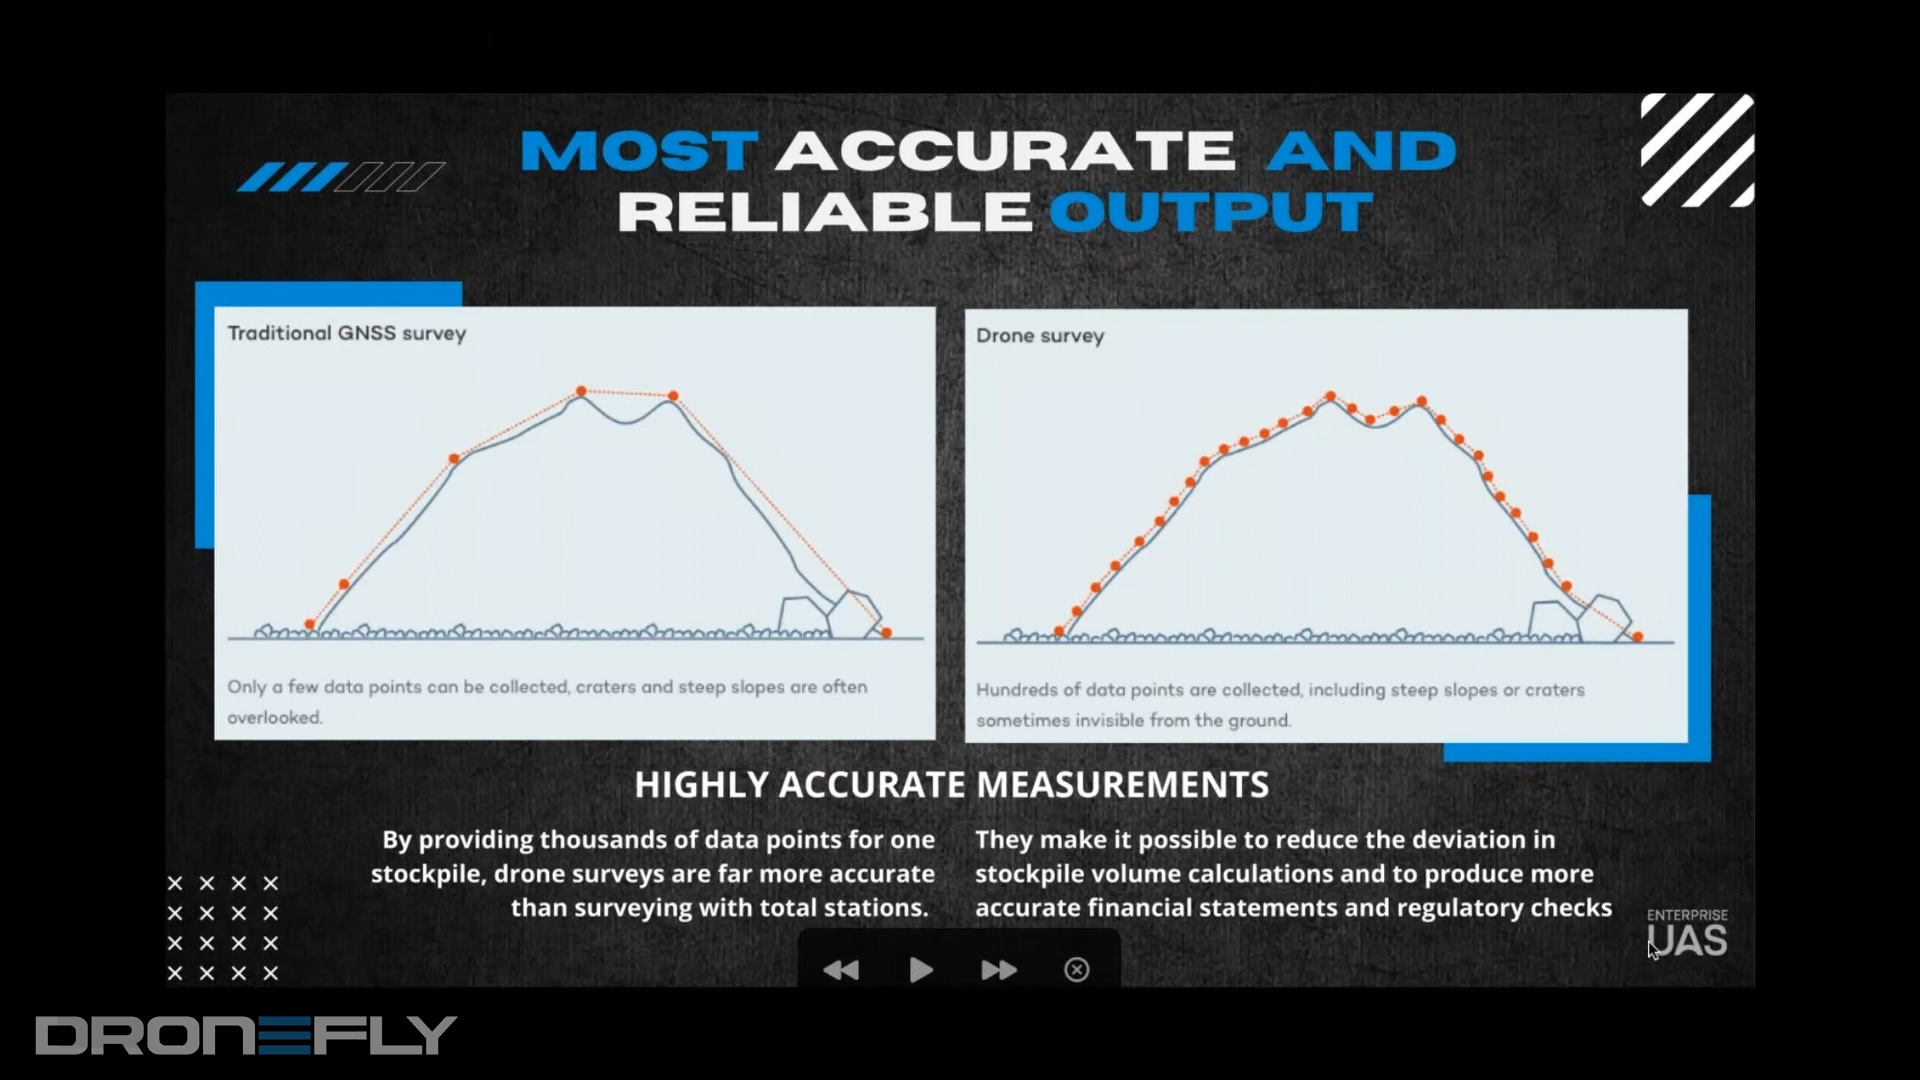 MOST ACCURATE AND
RELIABLE OUTPUT
Traditional GNSS survey
Only a few data points can be collected, craters and steep slopes are often
overlooked.
Drone survey
Hundreds of data points are collected, including steep slopes or craters
sometimes invisible from the ground.
HIGHLY ACCURATE MEASUREMENTS
By providing thousands of data points for one
stockpile, drone surveys are far more accurate
than surveying with total stations.
They make it possible to reduce the deviation in
stockpile volume calculations and to produce more
accurate financial statements and regulatory checks
ENTERPRISE
UAS
DRONEFLY